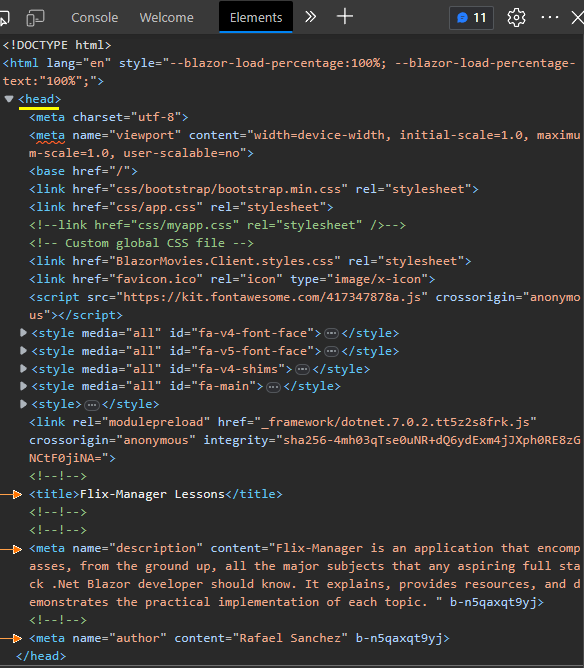 Console Welcome Elements 11
<!DOCTYPE html>
<html lang="en" style="--blazor-load-percentage:100%; --blazor-load-percentage-
text:"100%";">
<head>
<meta charset="utf-8">
<meta name="viewport" content="width=device-width, initial-scale=1.0, maximu
m-scale=1.0, user-scalable=no">
<base href="/">
<link href="css/bootstrap/bootstrap.min.css" rel="stylesheet">
<link href="css/app.css" rel="stylesheet">
<!--link href="css/myapp.css" rel="stylesheet" />-->
<!-- Custom global CSS file -->
<link href="BlazorMovies.Client.styles.css" rel="stylesheet">
<link href="favicon.ico" rel="icon" type="image/x-icon">
<script src="https://kit.fontawesome.com/417347878a.js" crossorigin="anonymo
us"></script>
<style media="all" id="fa-v4-font-face">…</style>
<style media="all" id="fa-v5-font-face">…</style>
<style media="all" id="fa-v4-shims">…</style>
<style media="all" id="fa-main">…</style>
<style>…</style>
<link rel="modulepreload" href="_framework/dotnet.7.0.2.tt5z2s8frk.js"
crossorigin="anonymous" integrity="sha256-4mh03qTse0uNR+dQ6ydExm4jJXph0RE8zG
NCtF0jiNA=">
<!--!-->
<title>Flix-Manager Lessons</title>
<!--!-->
<!--!-->
<meta name="description" content="Flix-Manager is an application that encomp
asses, from the ground up, all the major subjects that any aspiring full sta
ck .Net Blazor developer should know. It explains, provides resources, and d
emonstrates the practical implementation of each topic. " b-n5qaxqt9yj>
<!--!-->
<meta name="author" content="Rafael Sanchez" b-n5qaxqt9yj>
</head>